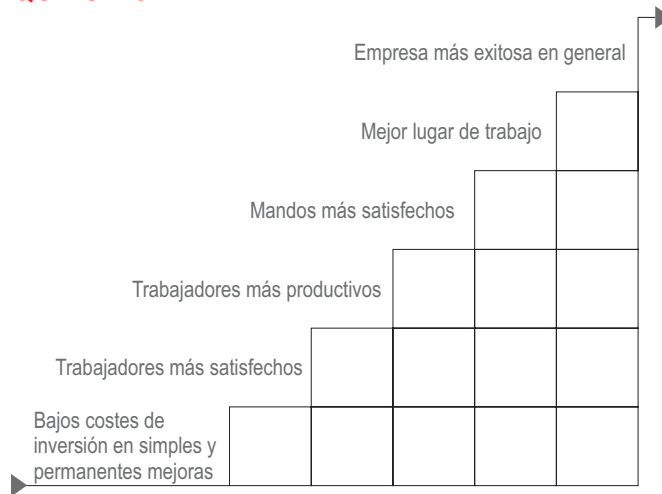 Empresa más exitosa en general
Mejor lugar de trabajo
Mandos más satisfechos
Trabajadores más productivos
Trabajadores más satisfechos
Bajos costes de
inversión en simples y
permanentes mejoras